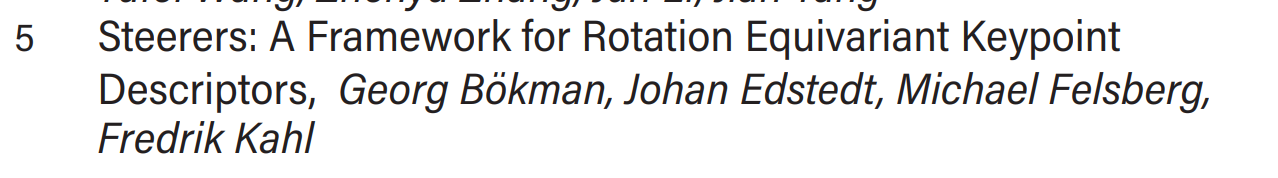 5 Steerers: A Framework for Rotation Equivariant Keypoint
Descriptors, Georg Bökman, Johan Edstedt, Michael Felsberg,
Fredrik Kahl